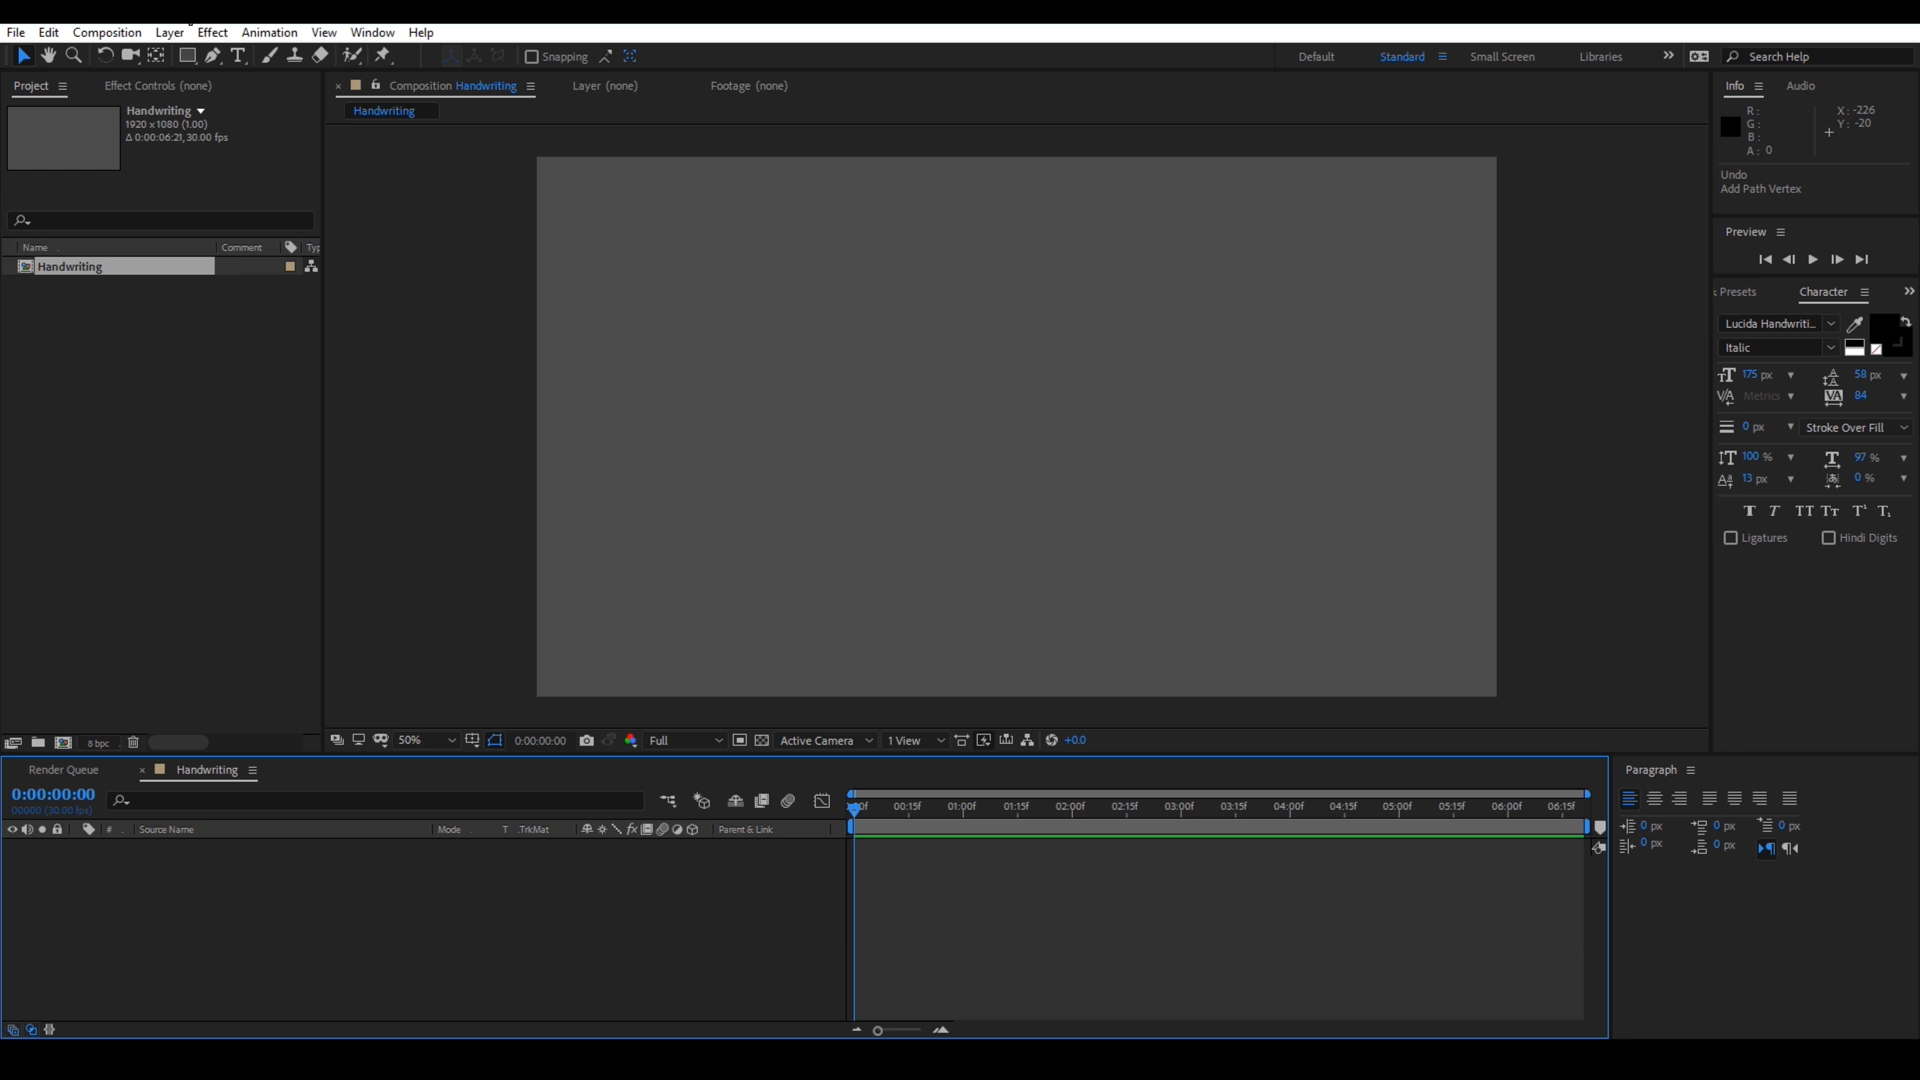 File Edit Composition Layer Effect Animation View Window Help
Snapping Default Standard Small Screen Libraries Search Help
Project Effect Controls (none)
Handwriting
1920 x1080 (1.00)
Δ 0:00:06:21, 30.00 fps
Name Comment Typ
Handwriting
8 bpc
Composition Handwriting Layer (none) Footage (none)
Handwriting
50% 0:00:00:00 Full Active Camera 1 View +0.0
Info Audio
R: X: -226
G: Y: -20
B:
A: 0
Undo
Add Path Vertex
Preview
Presets Character
Lucida Handwriti...
Italic
175 px 58 px
Metrics 84
0 px Stroke Over Fill
100 % 97 %
13 px 0 %
T T TT Tт T¹ T₁
Ligatures Hindi Digits
Render Queue Handwriting
0:00:00:00
00000 (30.00 fps)
00:15f 01:00f 01:15f 02:00f 02:15f 03:00f 03:15f 04:00f 04:15f 05:00f 05:15f 06:00f 06:15f
# Source Name Mode T .TrkMat fx Parent & Link
Paragraph
0 px 0 px 0 px
0 px 0 px